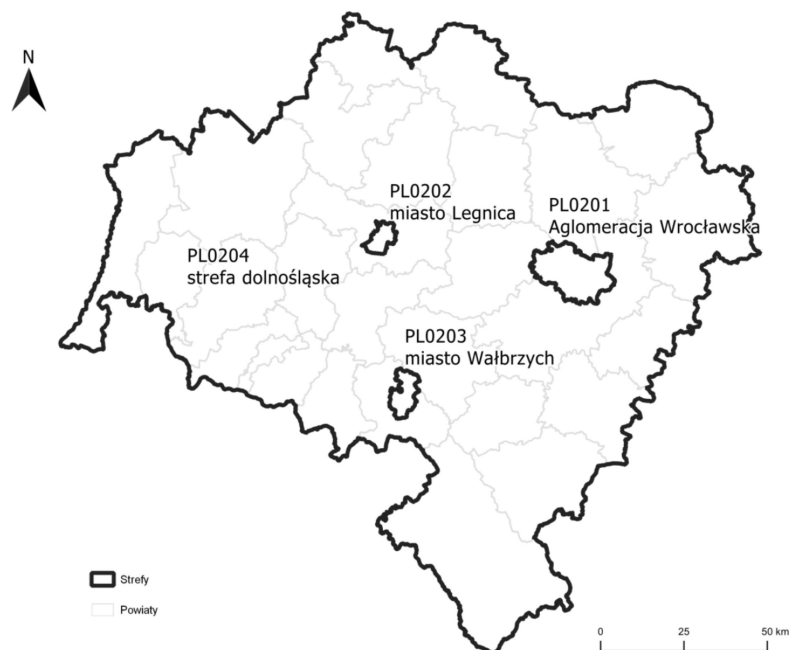 N
PL0202
miasto Legnica
PL0201
Aglomeracja Wrocławska
PL0204
strefa dolnośląska
PL0203
miasto Wałbrzych
Strefy
Powiaty
0 25 50 km